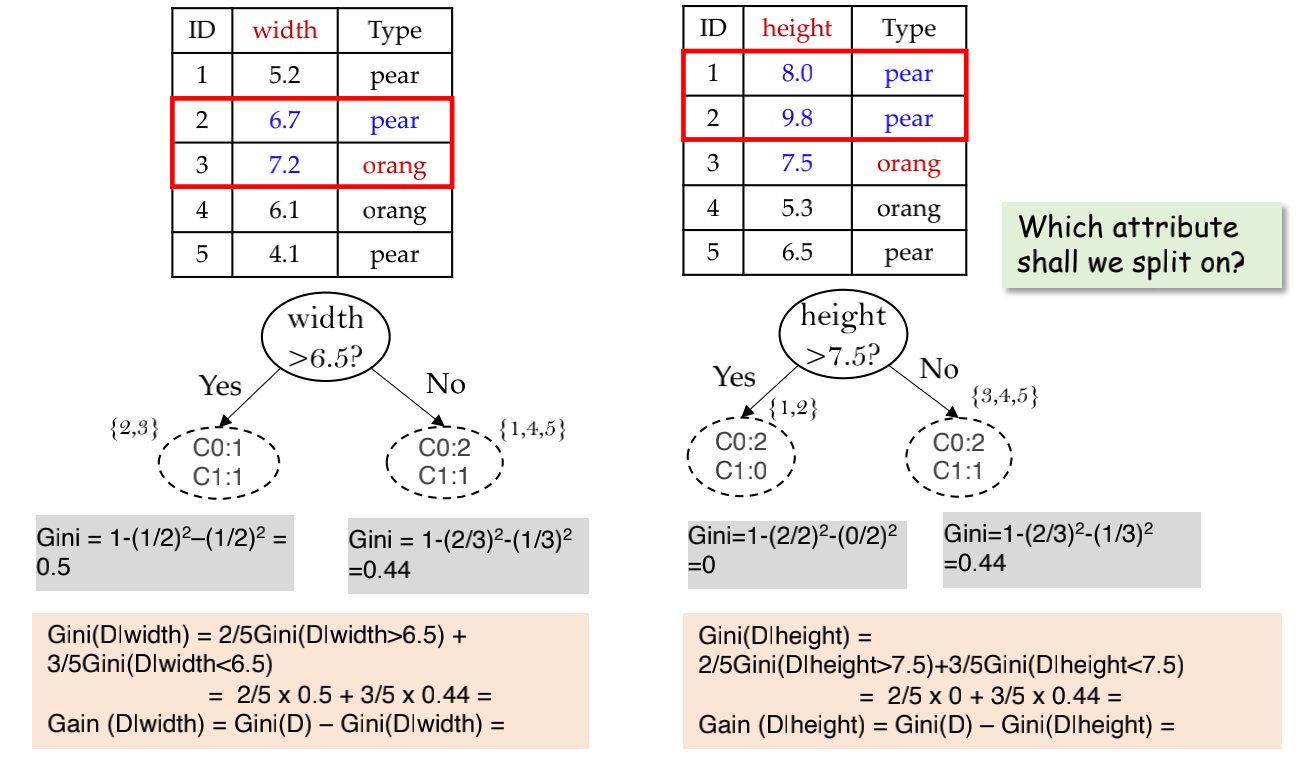 ID width Type
1 5.2 pear
2 6.7 pear
3 7.2 orang
4 6.1 orang
5 4.1 pear
width
>6.5?
Yes
No
{2,3}
{1,4,5}
C0:1
C1:1
C0:2
C1:1
Gini = 1-(1/2)²–(1/2)² =
0.5
Gini = 1-(2/3)²-(1/3)²
=0.44
Gini(D|width) = 2/5Gini(D|width>6.5) +
3/5Gini(D|width<6.5)
= 2/5 x 0.5 + 3/5 x 0.44 =
Gain (D|width) = Gini(D) – Gini(D|width) =
ID height Type
1 8.0 pear
2 9.8 pear
3 7.5 orang
4 5.3 orang
5 6.5 pear
height
>7.5?
Yes
No
{1,2}
{3,4,5}
C0:2
C1:0
C0:2
C1:1
Gini=1-(2/2)²-(0/2)²
=0
Gini=1-(2/3)²-(1/3)²
=0.44
Gini(D|height) =
2/5Gini(D|height>7.5)+3/5Gini(D|height<7.5)
= 2/5 x 0 + 3/5 x 0.44 =
Gain (D|height) = Gini(D) – Gini(D|height) =
Which attribute
shall we split on?